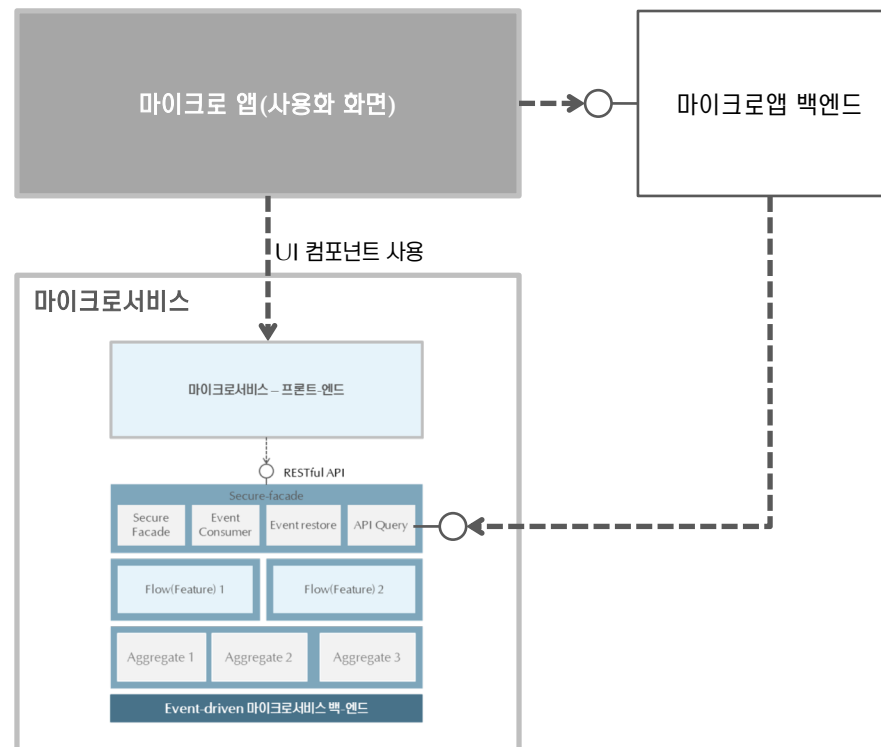 마이크로 앱(사용화 화면)
마이크로앱 백엔드
UI 컴포넌트 사용
마이크로서비스
마이크로서비스 – 프론트-엔드
RESTful API
Secure-facade
Secure
Facade
Event
Consumer
Event restore
API Query
Flow(Feature) 1
Flow(Feature) 2
Aggregate 1
Aggregate 2
Aggregate 3
Event-driven 마이크로서비스 백-엔드